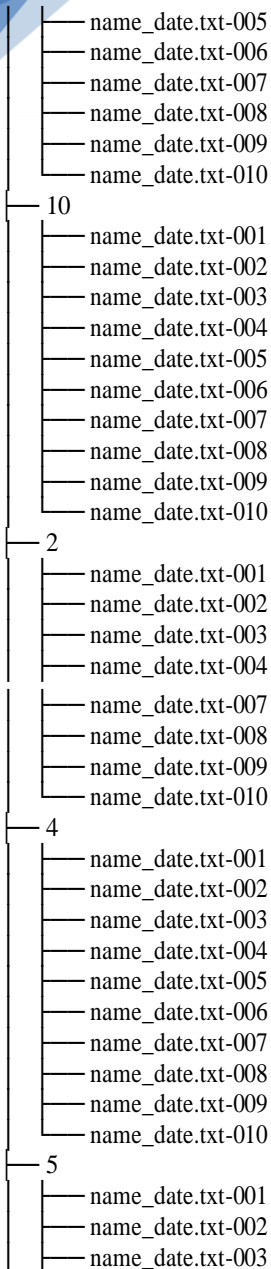 │   ├── name_date.txt-005
│   ├── name_date.txt-006
│   ├── name_date.txt-007
│   ├── name_date.txt-008
│   ├── name_date.txt-009
│   └── name_date.txt-010
├── 10
│   ├── name_date.txt-001
│   ├── name_date.txt-002
│   ├── name_date.txt-003
│   ├── name_date.txt-004
│   ├── name_date.txt-005
│   ├── name_date.txt-006
│   ├── name_date.txt-007
│   ├── name_date.txt-008
│   ├── name_date.txt-009
│   └── name_date.txt-010
├── 2
│   ├── name_date.txt-001
│   ├── name_date.txt-002
│   ├── name_date.txt-003
│   ├── name_date.txt-004
│   ├── name_date.txt-007
│   ├── name_date.txt-008
│   ├── name_date.txt-009
│   └── name_date.txt-010
├── 4
│   ├── name_date.txt-001
│   ├── name_date.txt-002
│   ├── name_date.txt-003
│   ├── name_date.txt-004
│   ├── name_date.txt-005
│   ├── name_date.txt-006
│   ├── name_date.txt-007
│   ├── name_date.txt-008
│   ├── name_date.txt-009
│   └── name_date.txt-010
├── 5
│   ├── name_date.txt-001
│   ├── name_date.txt-002
│   ├── name_date.txt-003